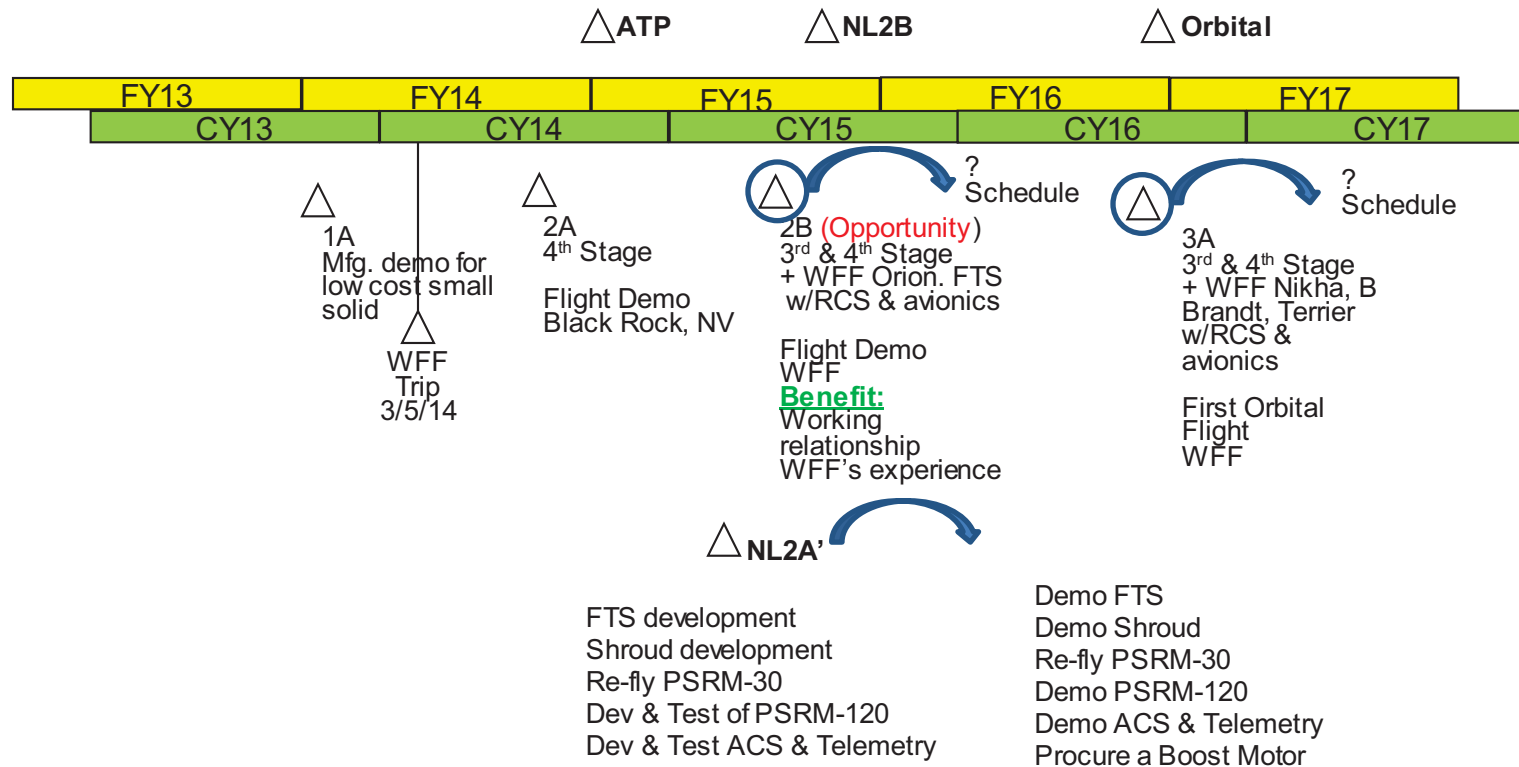 ATP
NL2B
Orbital
FY13
FY14
FY15
FY16
FY17
CY13
CY14
CY15
CY16
CY17
1A
Mfg. demo for
low cost small
solid
WFF
Trip
3/5/14
2A
4th Stage
Flight Demo
Black Rock, NV
2B (Opportunity)
3rd & 4th Stage
+ WFF Orion. FTS
w/RCS & avionics
Flight Demo
WFF
Benefit:
Working
relationship
WFF's experience
?
Schedule
3A
3rd & 4th Stage
+ WFF Nikha, B
Brandt, Terrier
w/RCS &
avionics
First Orbital
Flight
WFF
?
Schedule
NL2A'
FTS development
Shroud development
Re-fly PSRM-30
Dev & Test of PSRM-120
Dev & Test ACS & Telemetry
Demo FTS
Demo Shroud
Re-fly PSRM-30
Demo PSRM-120
Demo ACS & Telemetry
Procure a Boost Motor